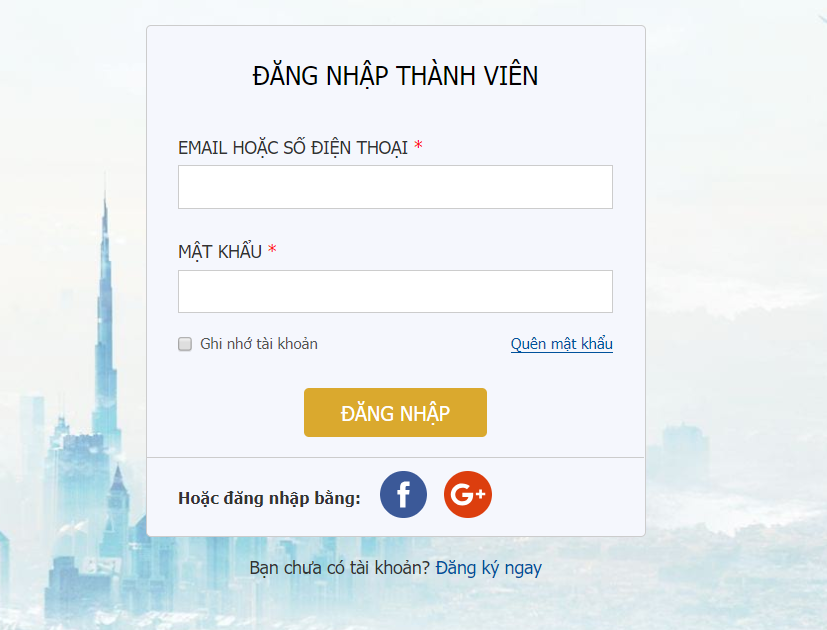 ĐĂNG NHẬP THÀNH VIÊN
EMAIL HOẶC SỐ ĐIỆN THOẠI *
MẬT KHẨU *
Ghi nhớ tài khoản
Quên mật khẩu
ĐĂNG NHẬP
Hoặc đăng nhập bằng: f G+
Bạn chưa có tài khoản? Đăng ký ngay